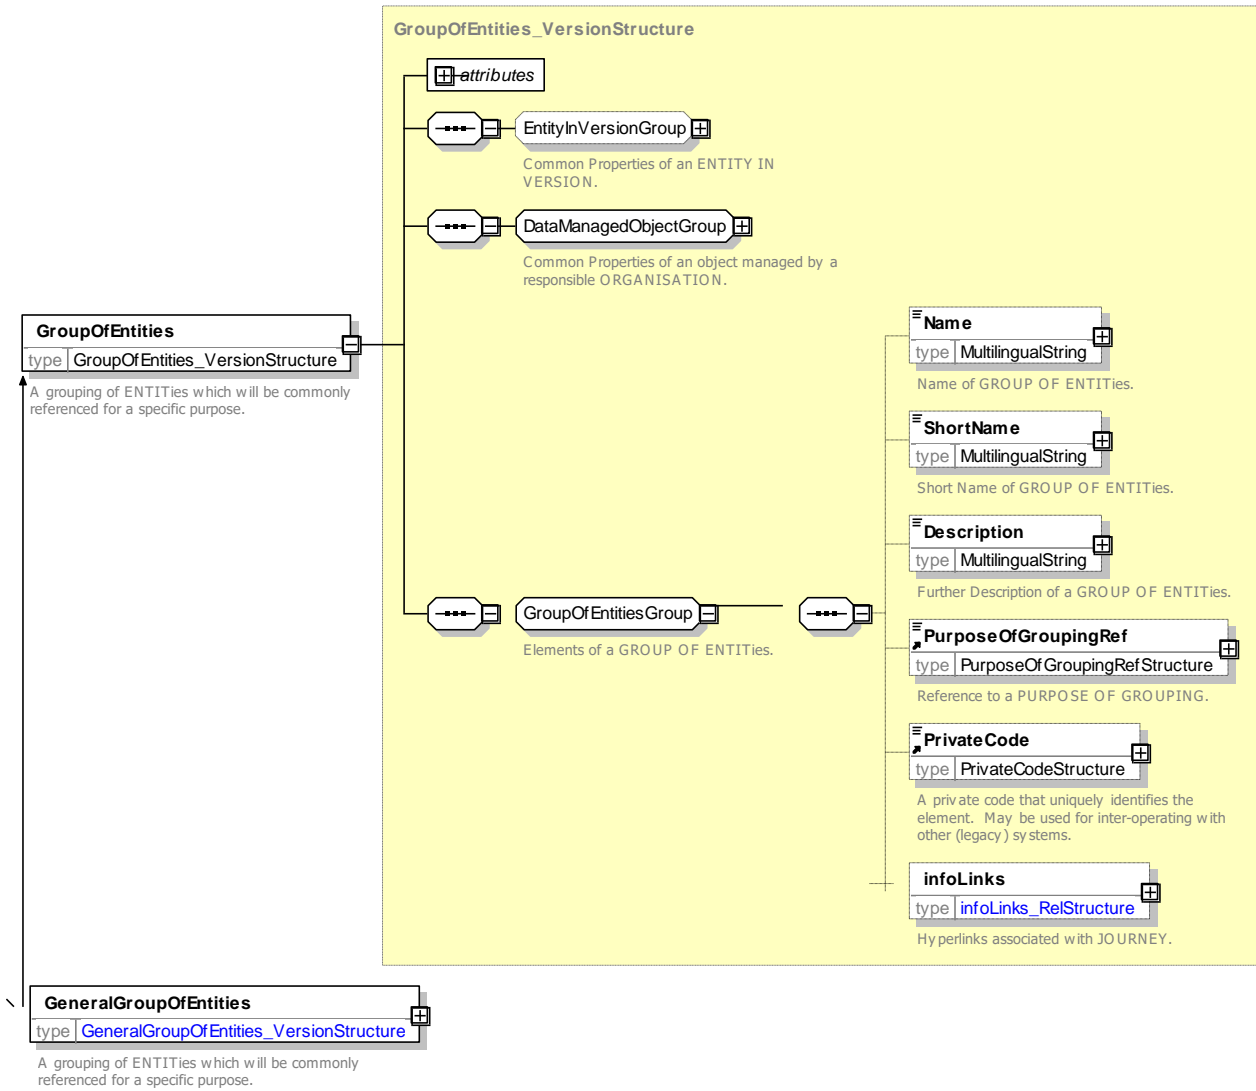 GroupOfEntities_VersionStructure
attributes
EntityInVersionGroup
Common Properties of an ENTITY IN
VERSION.
DataManagedObjectGroup
Common Properties of an object managed by a
responsible ORGANISATION.
GroupOfEntities
type GroupOfEntities_VersionStructure
A grouping of ENTITies which will be commonly
referenced for a specific purpose.
Name
type MultilingualString
Name of GROUP OF ENTITies.
ShortName
type MultilingualString
Short Name of GROUP OF ENTITies.
Description
type MultilingualString
Further Description of a GROUP OF ENTITies.
GroupOfEntitiesGroup
Elements of a GROUP OF ENTITies.
PurposeOfGroupingRef
type PurposeOfGroupingRefStructure
Reference to a PURPOSE OF GROUPING.
PrivateCode
type PrivateCodeStructure
A private code that uniquely identifies the
element. May be used for inter-operating with
other (legacy) systems.
infoLinks
type infoLinks_RelStructure
Hyperlinks associated with JOURNEY.
GeneralGroupOfEntities
type GeneralGroupOfEntities_VersionStructure
A grouping of ENTITies which will be commonly
referenced for a specific purpose.